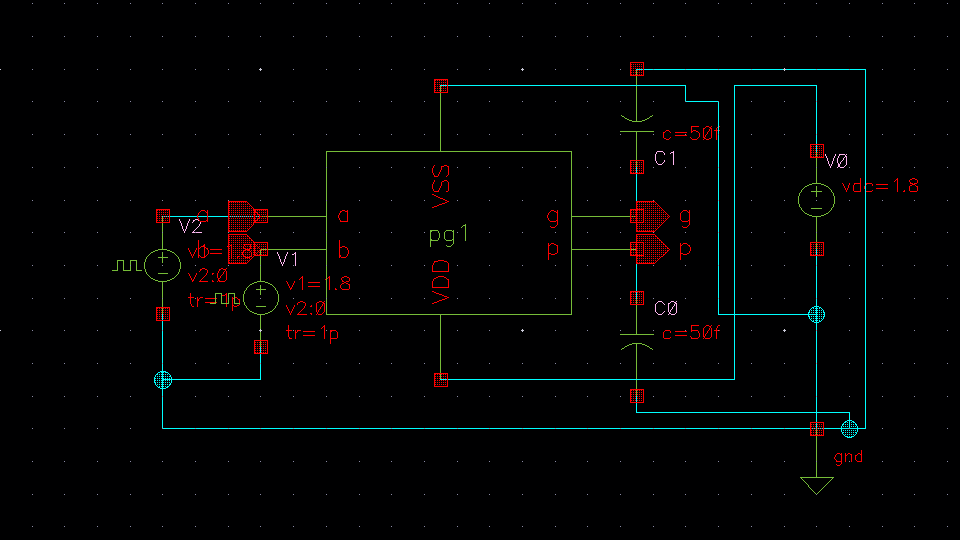 c=50f
C1
V0
vdc=1.8
VSS
a
a
g
g
V2
pg1
b
v1=1.8
b
p
p
V1
VDD
v2:0
v1=1.8
tr=1p
v2:0
C0
tr=1p
c=50f
gnd